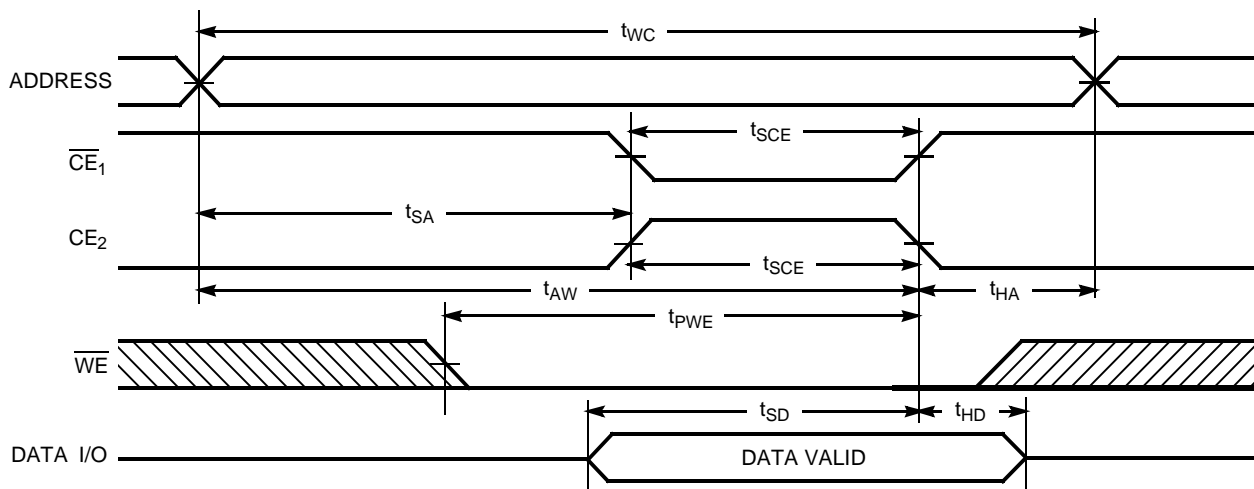 tWC
ADDRESS
tSCE
CE1
tSA
CE2
tSCE
tAW
tHA
tPWE
WE
tSD
tHD
DATA I/O
DATA VALID